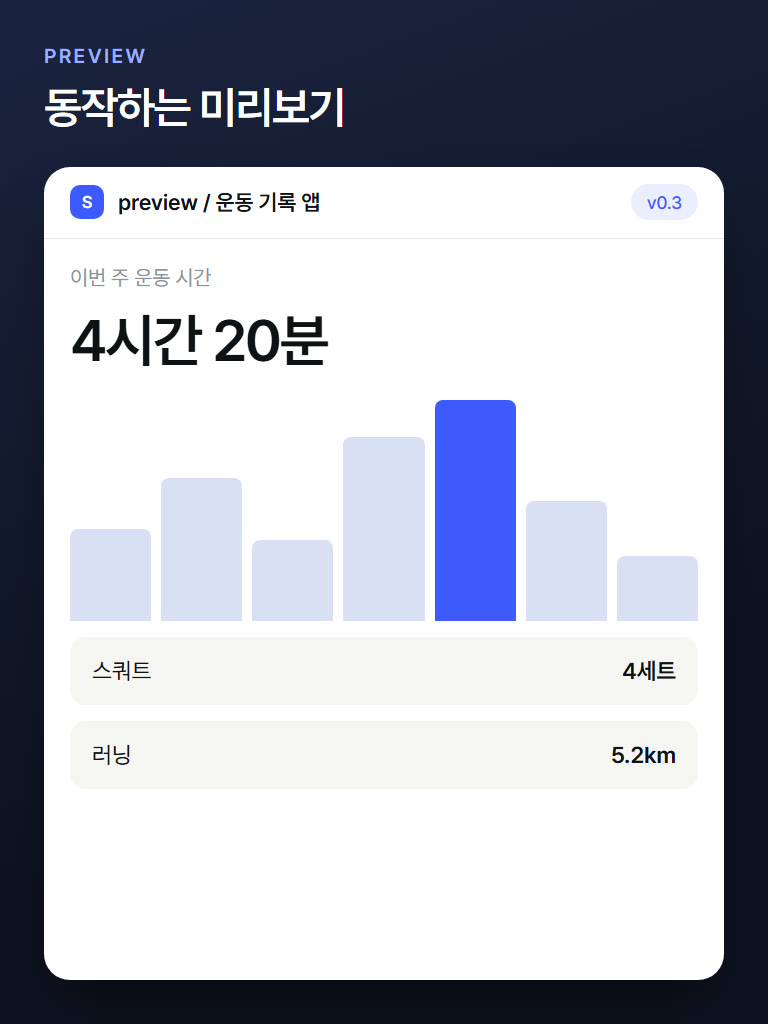 PREVIEW
동작하는 미리보기
S preview / 운동 기록 앱 v0.3
이번 주 운동 시간
4시간 20분
스쿼트 4세트
러닝 5.2km